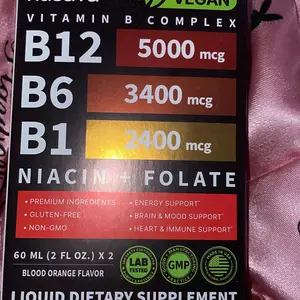 VEGAN
VITAMIN B COMPLEX
B12 5000 mcg
B6 3400 mcg
B1 2400 mcg
NIACIN + FOLATE
• PREMIUM INGREDIENTS
• GLUTEN-FREE
• NON-GMO
• ENERGY SUPPORT*
• BRAIN & MOOD SUPPORT*
• HEART & IMMUNE SUPPORT*
60 ML (2 FL OZ.) X 2
BLOOD ORANGE FLAVOR
LAB
TESTED
GMP
LIQUID DIETARY SUPPLEMENT